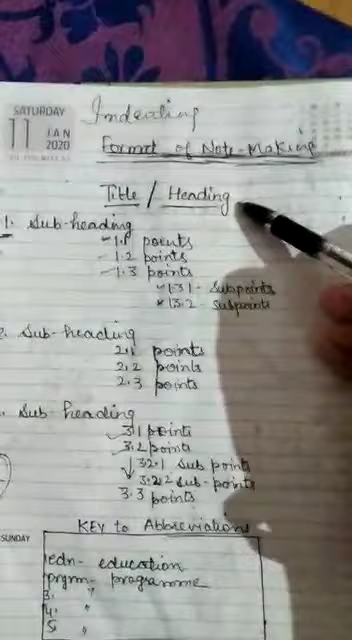 SATURDAY
11 JAN
2020
Indenting
Format of Note-Making
Title / Heading
1. Sub-heading
- 1.1 points
- 1.2 points
- 1.3 points
* 1.3.1 - Subpoints
* 1.3.2 - Subpoints
Sub-heading
2.1 points
2.2 points
2.3 points
Sub heading
3.1 points
3.2 points
3.2.1 Sub points
3.2.2 sub-points
3.3 points
KEY to Abbreviations
SUNDAY
edn- education
prgm- programme
3. "
4. "
5. "